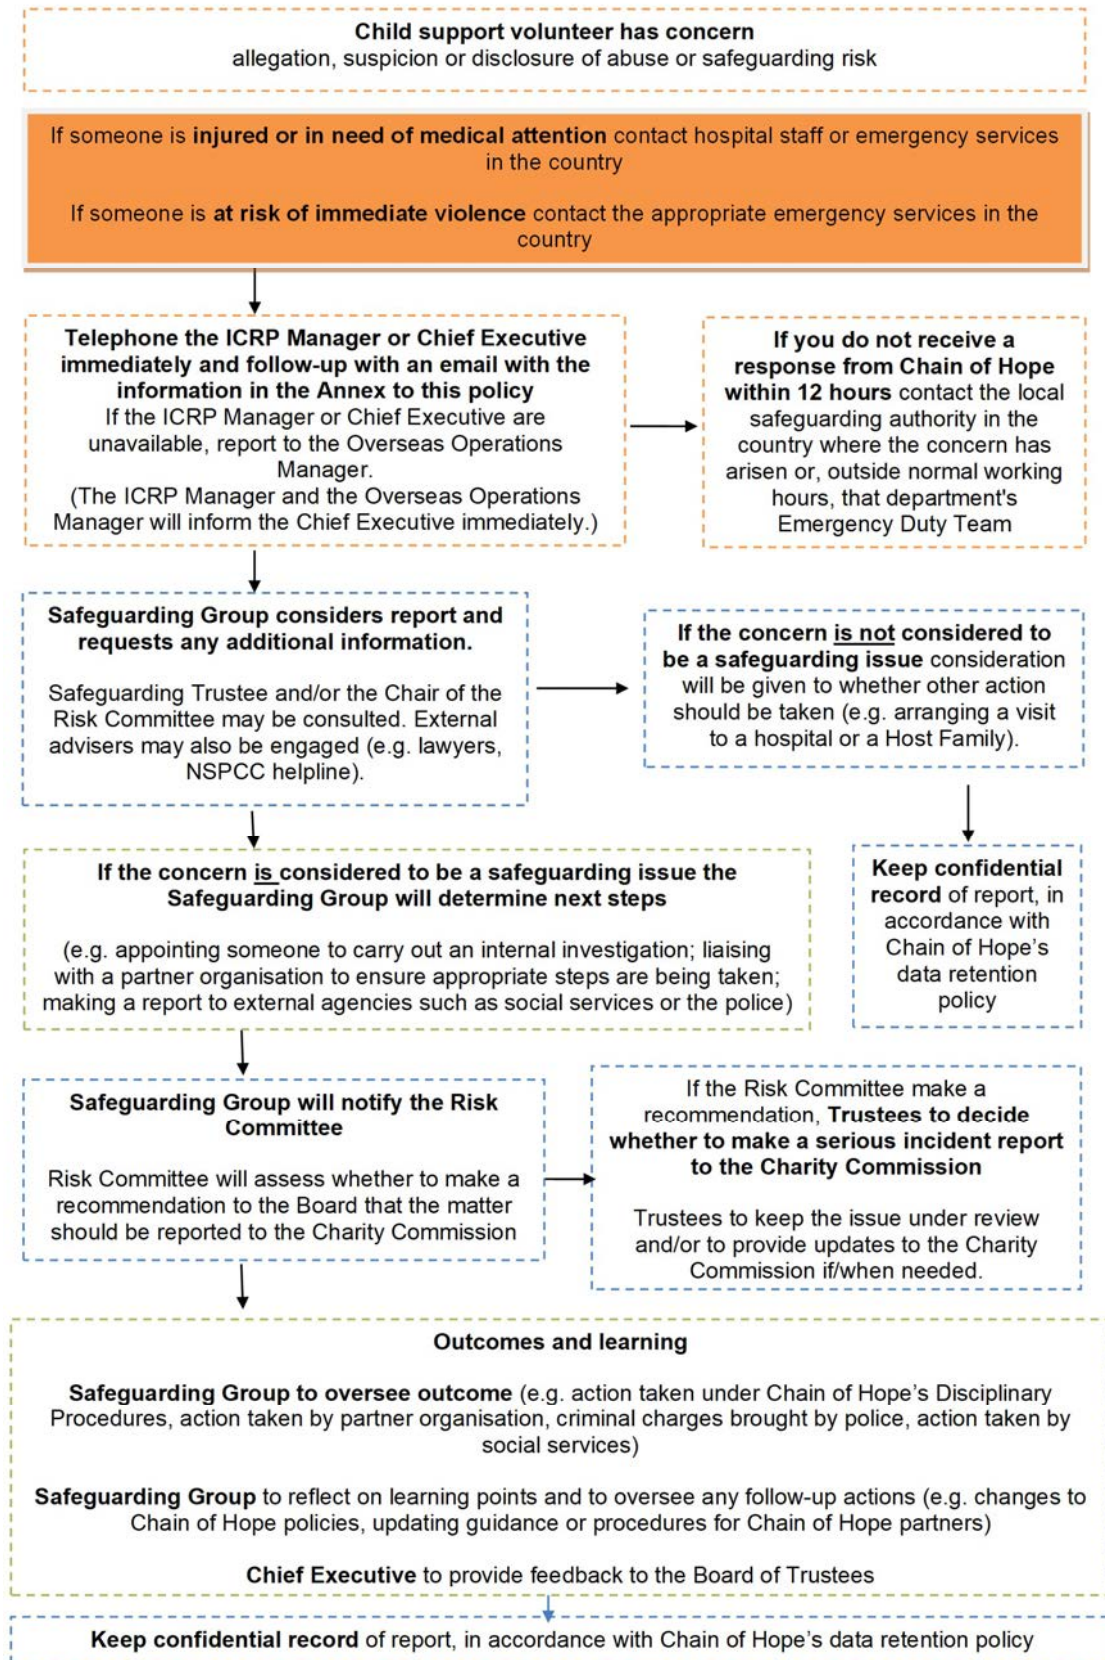 Child support volunteer has concern
allegation, suspicion or disclosure of abuse or safeguarding risk
If someone is injured or in need of medical attention contact hospital staff or emergency services
in the country
If someone is at risk of immediate violence contact the appropriate emergency services in the
country
Telephone the ICRP Manager or Chief Executive
immediately and follow-up with an email with the
information in the Annex to this policy
If the ICRP Manager or Chief Executive are
unavailable, report to the Overseas Operations
Manager.
(The ICRP Manager and the Overseas Operations
Manager will inform the Chief Executive immediately.)
If you do not receive a
response from Chain of Hope
within 12 hours contact the local
safeguarding authority in the
country where the concern has
arisen or, outside normal working
hours, that department's
Emergency Duty Team
Safeguarding Group considers report and
requests any additional information.
Safeguarding Trustee and/or the Chair of the
Risk Committee may be consulted. External
advisers may also be engaged (e.g. lawyers,
NSPCC helpline).
If the concern is not considered to
be a safeguarding issue consideration
will be given to whether other action
should be taken (e.g. arranging a visit
to a hospital or a Host Family).
Keep confidential
record of report, in
accordance with
Chain of Hope's
data retention
policy
If the concern is considered to be a safeguarding issue the
Safeguarding Group will determine next steps
(e.g. appointing someone to carry out an internal investigation; liaising
with a partner organisation to ensure appropriate steps are being taken;
making a report to external agencies such as social services or the police)
Safeguarding Group will notify the Risk
Committee
Risk Committee will assess whether to make a
recommendation to the Board that the matter
should be reported to the Charity Commission
If the Risk Committee make a
recommendation, Trustees to decide
whether to make a serious incident report
to the Charity Commission
Trustees to keep the issue under review
and/or to provide updates to the Charity
Commission if/when needed.
Outcomes and learning
Safeguarding Group to oversee outcome (e.g. action taken under Chain of Hope's Disciplinary
Procedures, action taken by partner organisation, criminal charges brought by police, action taken by
social services)
Safeguarding Group to reflect on learning points and to oversee any follow-up actions (e.g. changes to
Chain of Hope policies, updating guidance or procedures for Chain of Hope partners)
Chief Executive to provide feedback to the Board of Trustees
Keep confidential record of report, in accordance with Chain of Hope's data retention policy